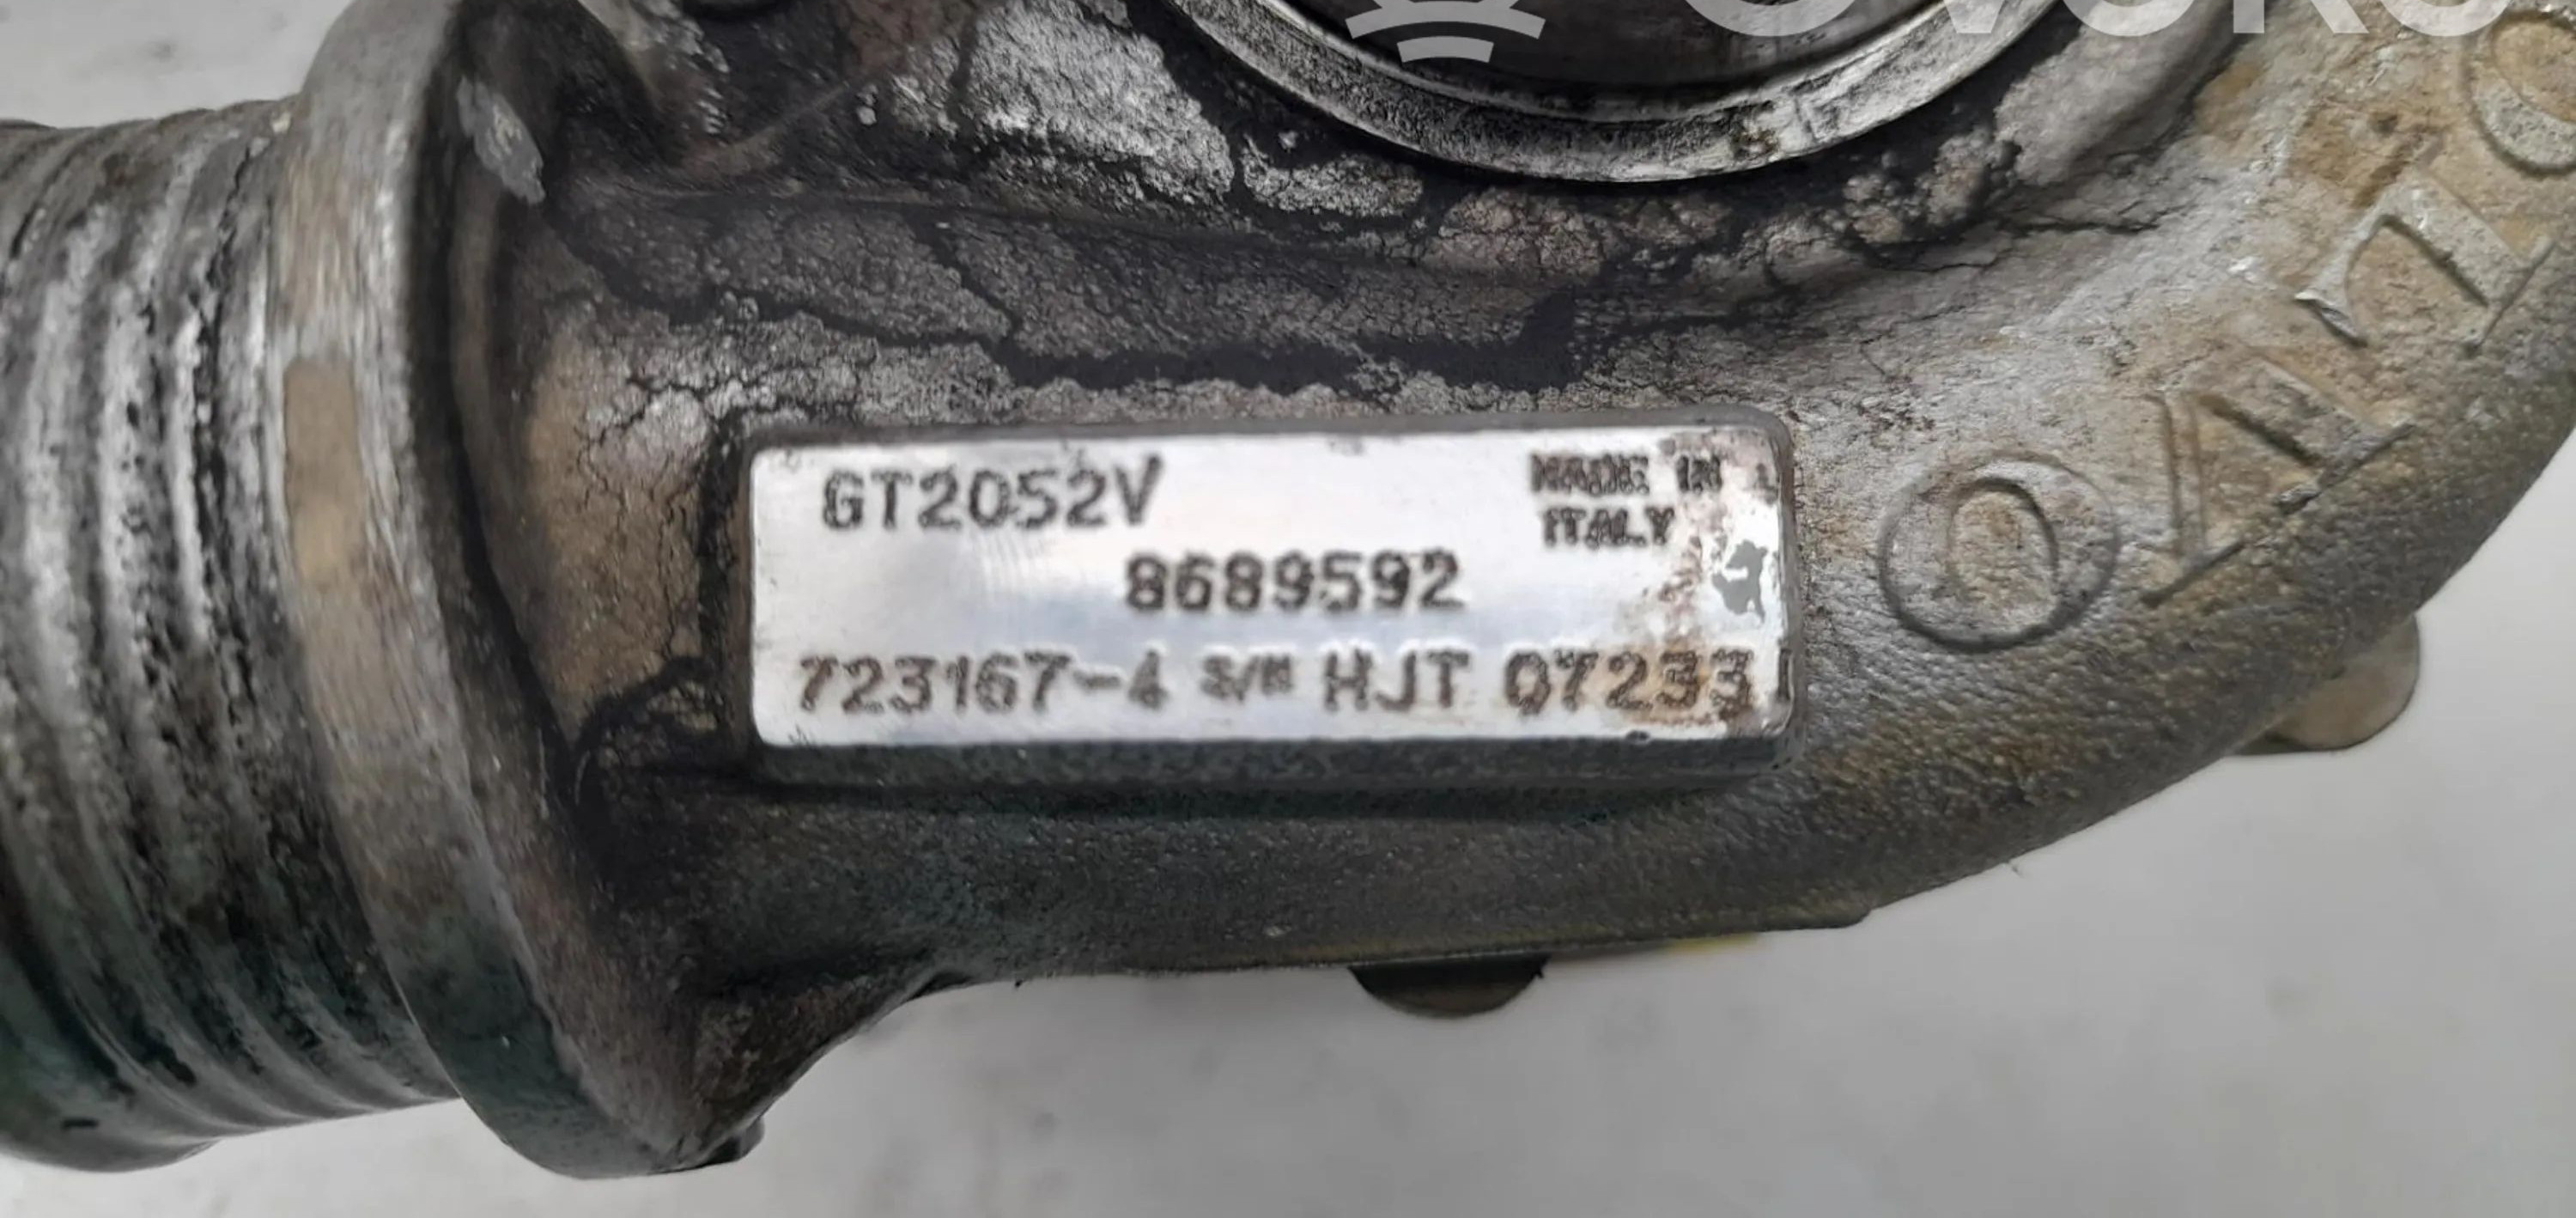 GT2052V
MADE IN
ITALY
8689592
723167-4 S/N HJT 07233
VOLVO